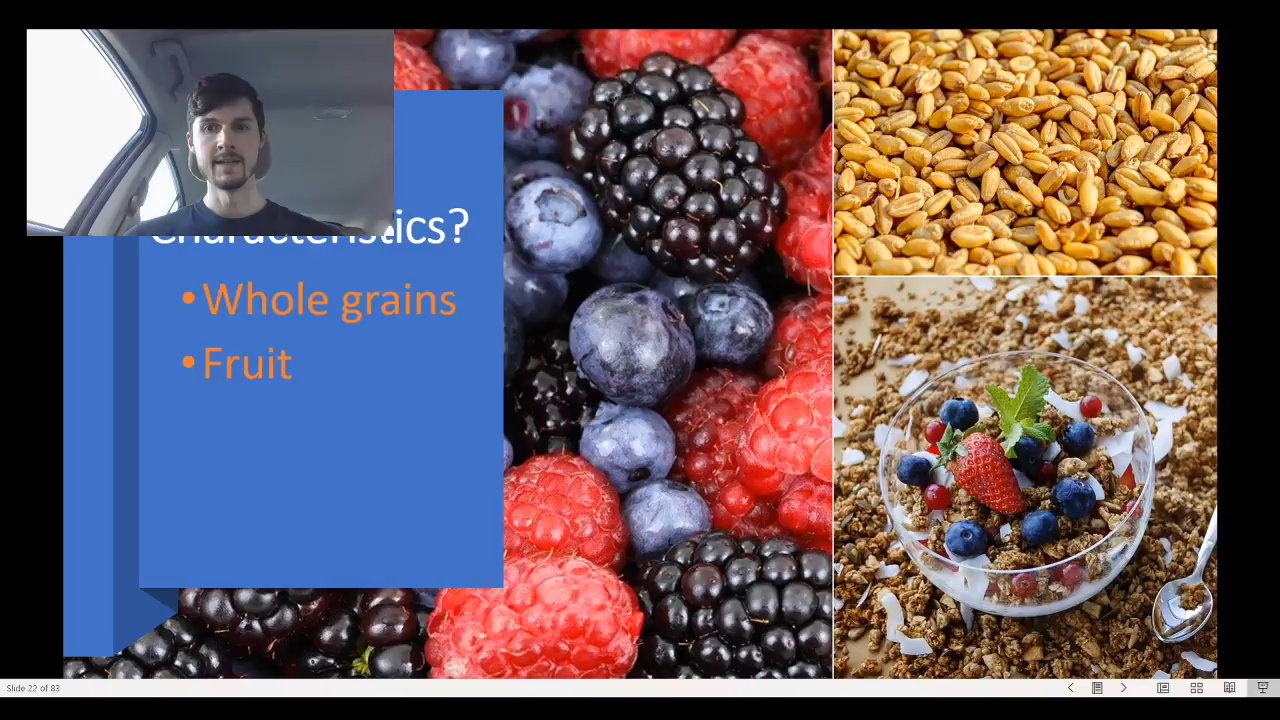 Characteristics?
• Whole grains
• Fruit
Slide 22 of 83